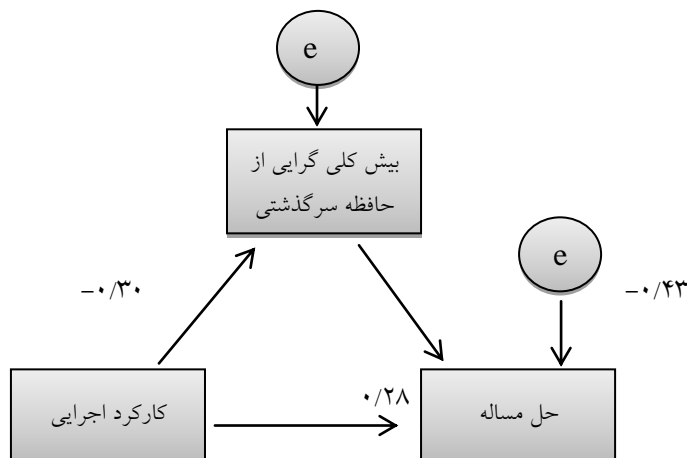 e
بیش کلی گرایی از
حافظه سرگذشتی
e
−۰/۴۳
−۰/۳۰
۰/۲۸
کارکرد اجرایی
حل مساله